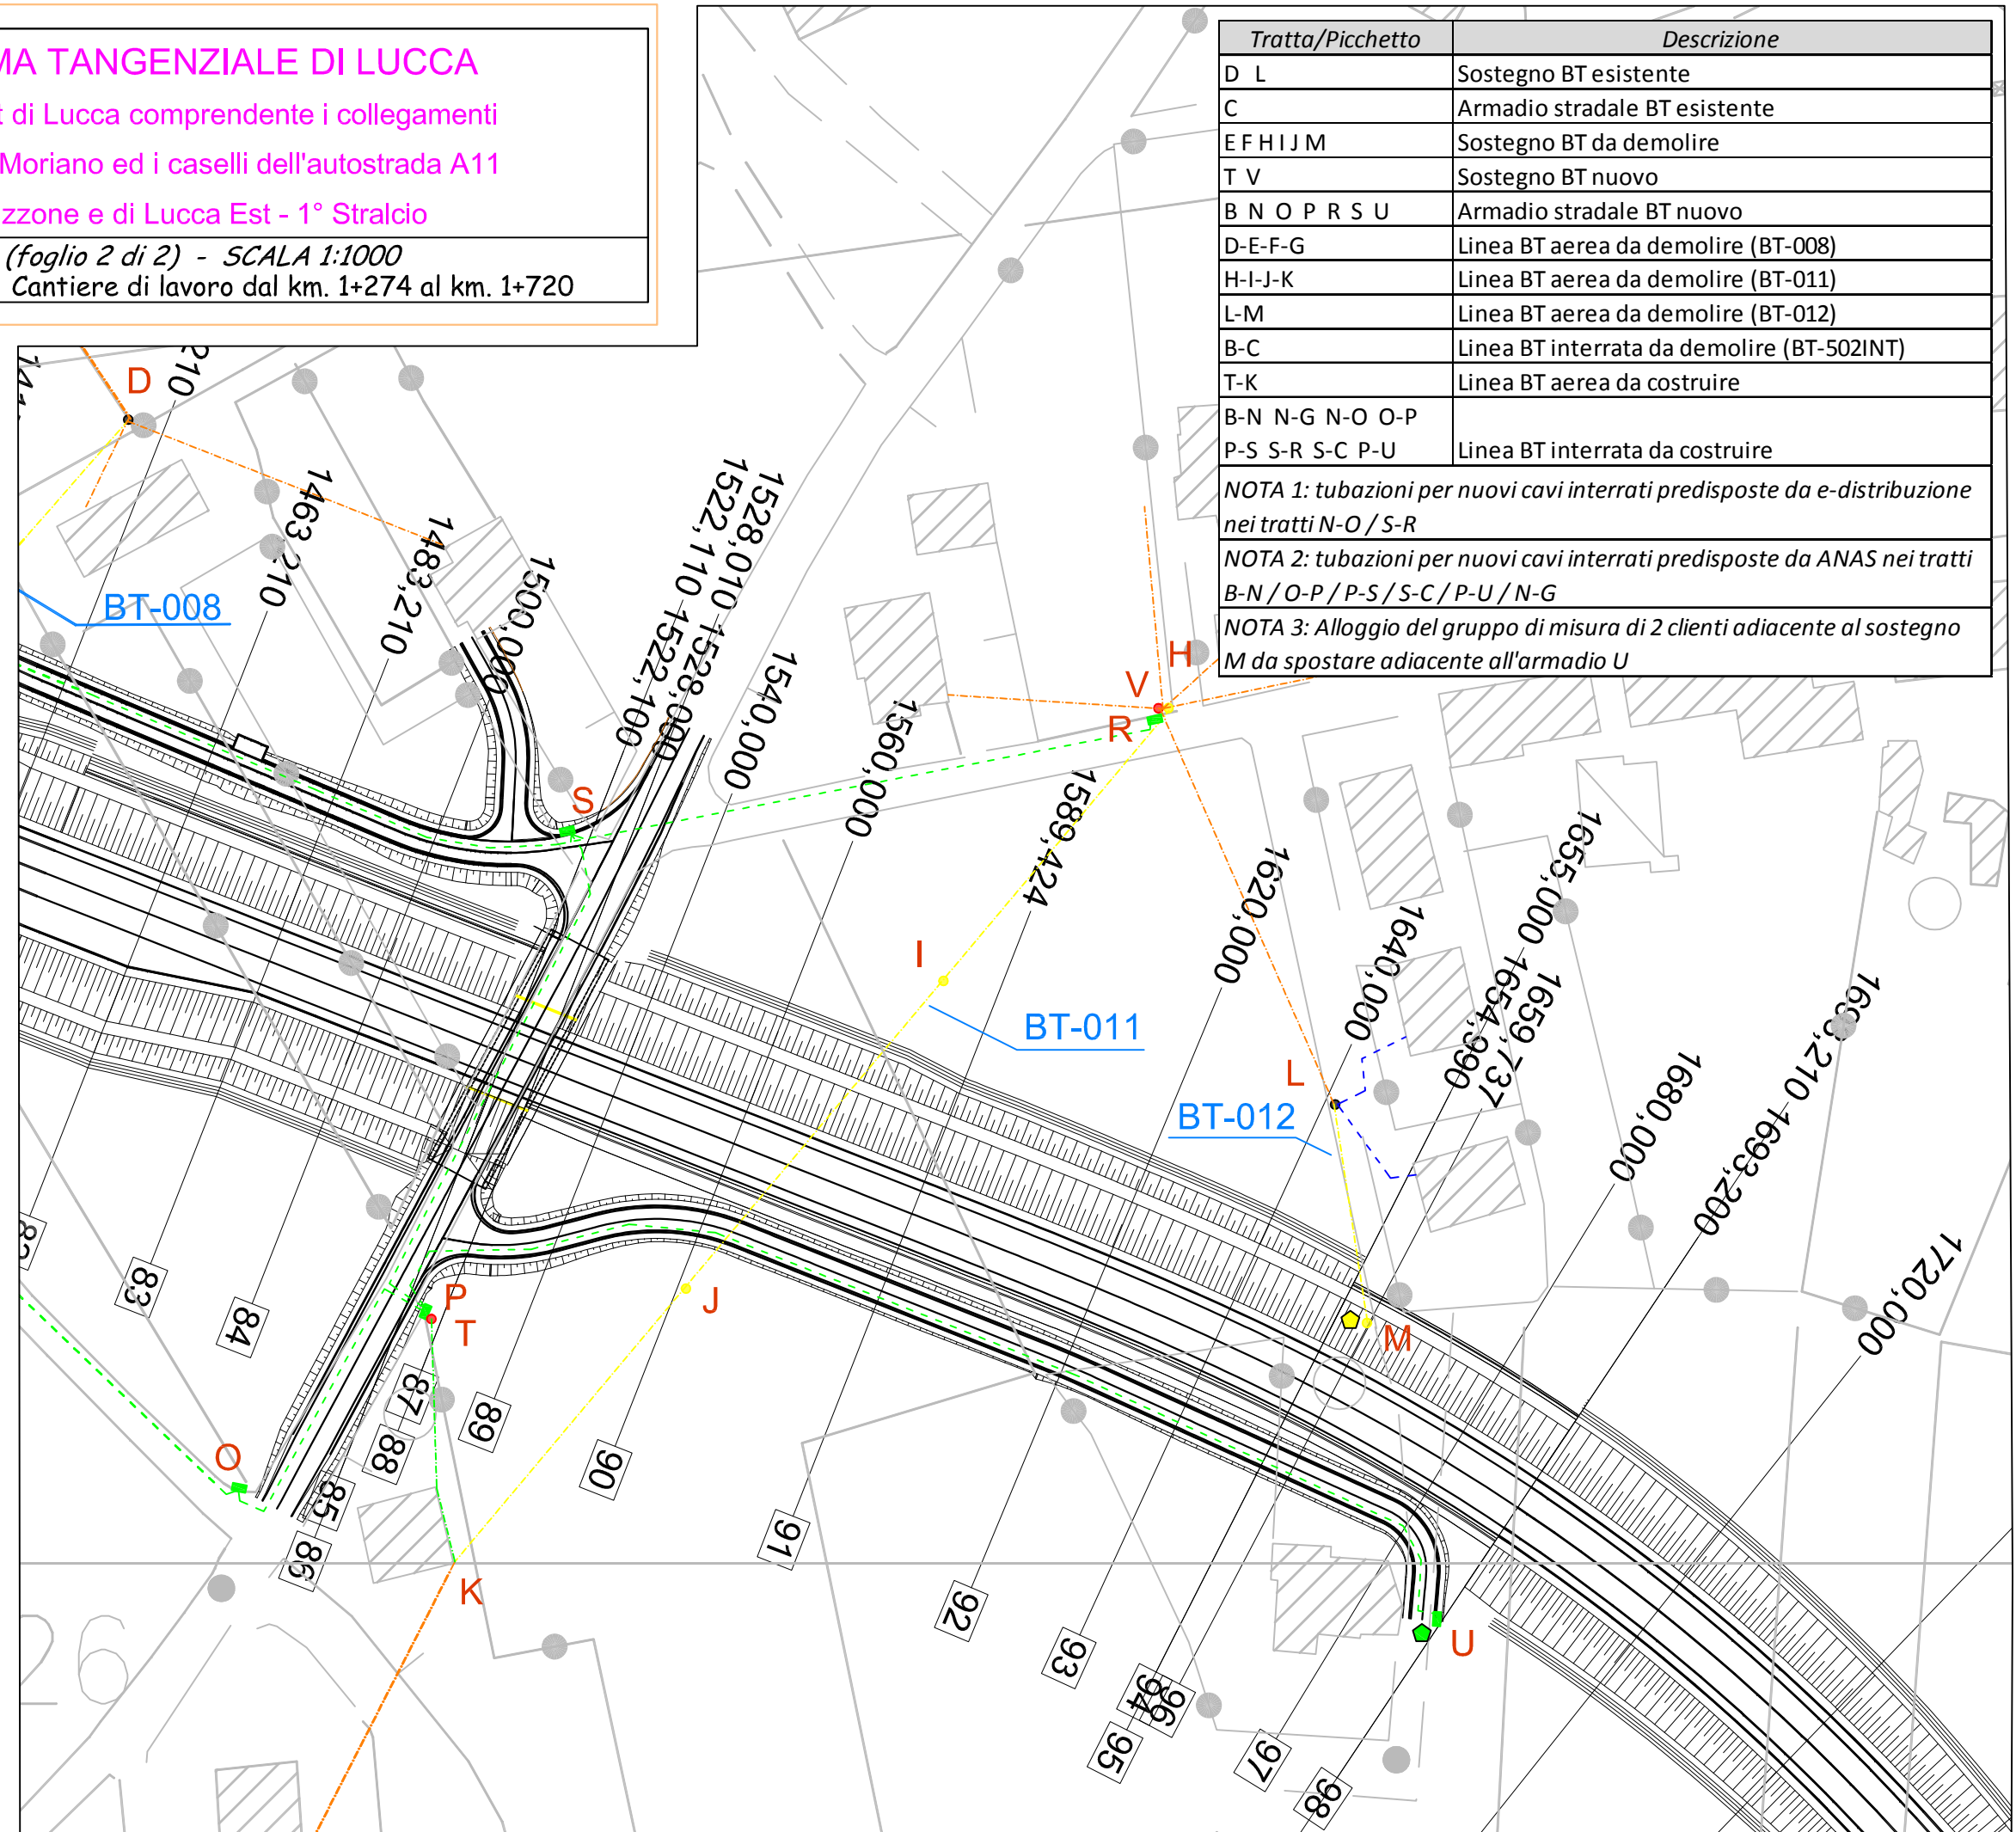 MA TANGENZIALE DI LUCCA
t di Lucca comprendente i collegamenti
Moriano ed i caselli dell'autostrada A11
zzone e di Lucca Est - 1° Stralcio
(foglio 2 di 2) - SCALA 1:1000
Cantiere di lavoro dal km. 1+274 al km. 1+720
Tratta/Picchetto Descrizione
D L Sostegno BT esistente
C Armadio stradale BT esistente
E F H I J M Sostegno BT da demolire
T V Sostegno BT nuovo
B N O P R S U Armadio stradale BT nuovo
D-E-F-G Linea BT aerea da demolire (BT-008)
H-I-J-K Linea BT aerea da demolire (BT-011)
L-M Linea BT aerea da demolire (BT-012)
B-C Linea BT interrata da demolire (BT-502INT)
T-K Linea BT aerea da costruire
B-N N-G N-O O-P
P-S S-R S-C P-U Linea BT interrata da costruire
NOTA 1: tubazioni per nuovi cavi interrati predisposte da e-distribuzione
nei tratti N-O / S-R
NOTA 2: tubazioni per nuovi cavi interrati predisposte da ANAS nei tratti
B-N / O-P / P-S / S-C / P-U / N-G
NOTA 3: Alloggio del gruppo di misura di 2 clienti adiacente al sostegno
M da spostare adiacente all'armadio U
D
210
1463,210
1483,210
1500,000
1522,110 1522,100
1528,010 1528,000
1540,000
1560,000
1589,424
1620,000
1640,000
1655,000 1654,990
1659,737
1680,000
1693,210 1693,200
1720,000
BT-008
H
V
R
S
I
BT-011
L
BT-012
J
M
P
T
O
K
U
83
84
87
88
85
86
89
90
91
92
93
94
96
95
97
98
26